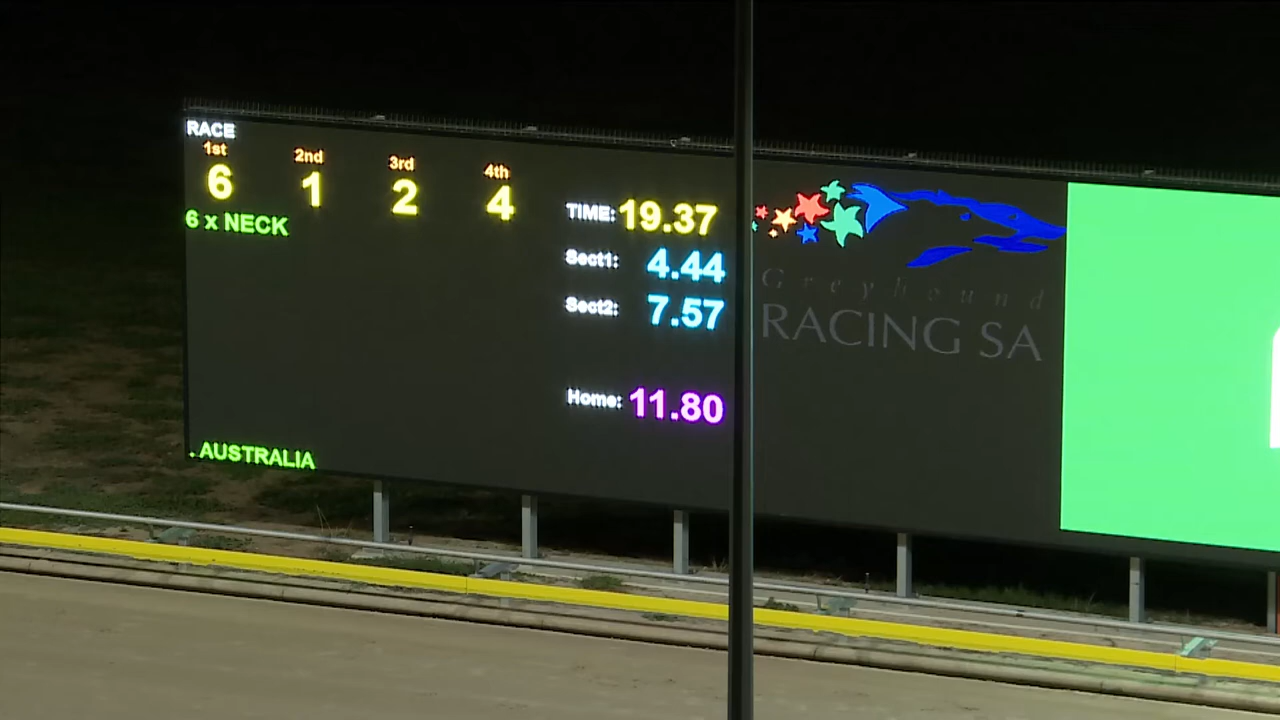 RACE
1st 2nd 3rd 4th
6 1 2 4
6 x NECK
TIME: 19.37
Sect1: 4.44
Sect2: 7.57
Home: 11.80
. AUSTRALIA
Greyhound
RACING SA